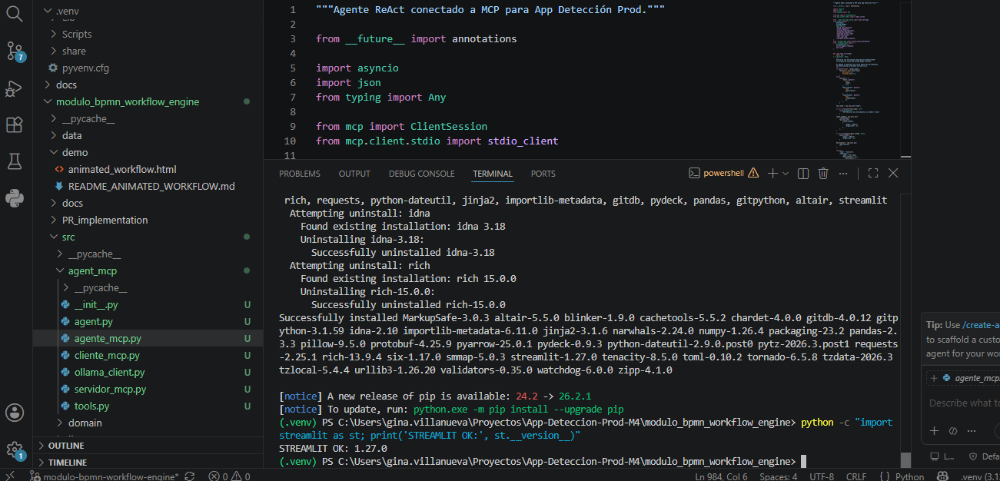 .venv
Scripts
share
pyvenv.cfg
docs
modulo_bpmn_workflow_engine
__pycache__
data
demo
animated_workflow.html
README_ANIMATED_WORKFLOW.md
docs
PR_implementation
src
__pycache__
agent_mcp
__pycache__
__init__.py U
agent.py U
agente_mcp.py U
cliente_mcp.py U
ollama_client.py U
servidor_mcp.py U
tools.py U
domain
OUTLINE
TIMELINE
7
1
1 """Agente ReAct conectado a MCP para App Detección Prod."""
2
3 from __future__ import annotations
4
5 import asyncio
6 import json
7 from typing import Any
8
9 from mcp import ClientSession
10 from mcp.client.stdio import stdio_client
11
PROBLEMS OUTPUT DEBUG CONSOLE TERMINAL PORTS powershell
rich, requests, python-dateutil, jinja2, importlib-metadata, gitdb, pydeck, pandas, gitpython, altair, streamlit
Attempting uninstall: idna
Found existing installation: idna 3.18
Uninstalling idna-3.18:
Successfully uninstalled idna-3.18
Attempting uninstall: rich
Found existing installation: rich 15.0.0
Uninstalling rich-15.0.0:
Successfully uninstalled rich-15.0.0
Successfully installed MarkupSafe-3.0.3 altair-5.5.0 blinker-1.9.0 cachetools-5.5.2 chardet-4.0.0 gitdb-4.0.12 gitp
ython-3.1.59 idna-2.10 importlib-metadata-6.11.0 jinja2-3.1.6 narwhals-2.24.0 numpy-1.26.4 packaging-23.2 pandas-2.
3.3 pillow-9.5.0 protobuf-4.25.9 pyarrow-25.0.1 pydeck-0.9.3 python-dateutil-2.9.0.post0 pytz-2026.3.post1 requests
-2.25.1 rich-13.9.4 six-1.17.0 smmap-5.0.3 streamlit-1.27.0 tenacity-8.5.0 toml-0.10.2 tornado-6.5.8 tzdata-2026.3
tzlocal-5.4.4 urllib3-1.26.20 validators-0.35.0 watchdog-6.0.0 zipp-4.1.0
[notice] A new release of pip is available: 24.2 -> 26.2.1
[notice] To update, run: python.exe -m pip install --upgrade pip
(.venv) PS C:\Users\gina.villanueva\Proyectos\App-Deteccion-Prod-M4\modulo_bpmn_workflow_engine> python -c "import
streamlit as st; print('STREAMLIT OK:', st.__version__)"
STREAMLIT OK: 1.27.0
(.venv) PS C:\Users\gina.villanueva\Proyectos\App-Deteccion-Prod-M4\modulo_bpmn_workflow_engine>
Tip: Use /create-a
to scaffold a custo
agent for your wor
agente_mcp
Describe what to
L...
Defa
modulo-bpmn-workflow-engine* 0 0 Ln 984, Col 6 Spaces: 4 UTF-8 CRLF { } Python .venv (3.1